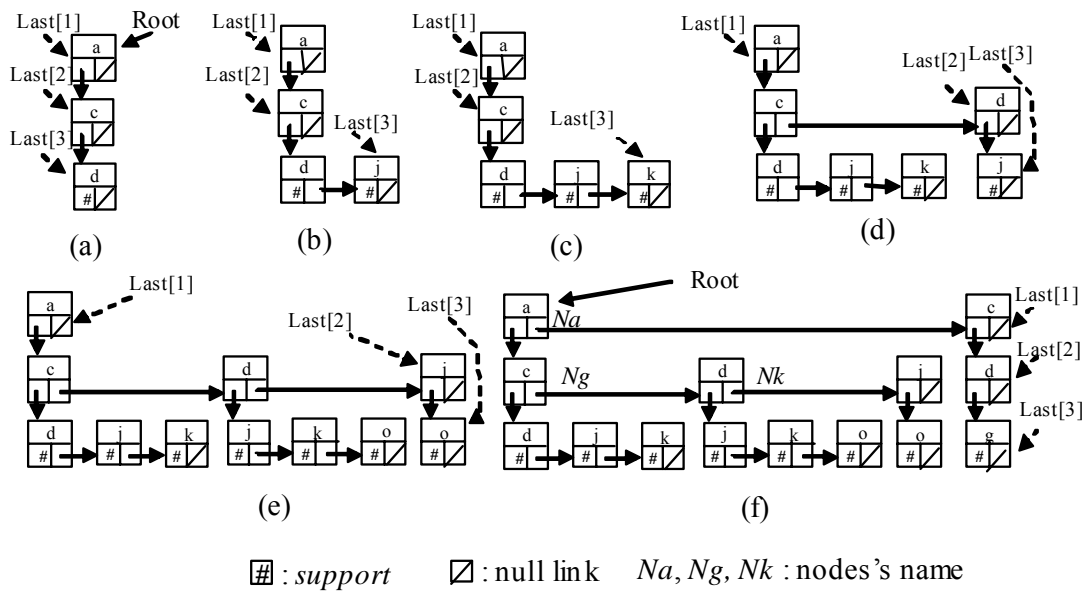 Last[1]
Root
a
Last[2]
c
Last[3]
d
#
(a)
Last[1]
a
Last[2]
c
Last[3]
d
#
j
#
(b)
Last[1]
a
Last[2]
c
Last[3]
d
#
j
#
k
#
(c)
Last[1]
a
Last[2]
Last[3]
c
d
d
#
j
#
k
#
j
#
(d)
Last[1]
a
Last[2]
Last[3]
c
d
j
d
#
j
#
k
#
j
#
k
#
o
#
o
#
(e)
Root
a
Na
c
Last[1]
c
Ng
d
Nk
j
d
Last[2]
d
#
j
#
k
#
j
#
k
#
o
#
o
#
g
#
Last[3]
(f)
# : support
: null link
Na, Ng, Nk : nodes's name